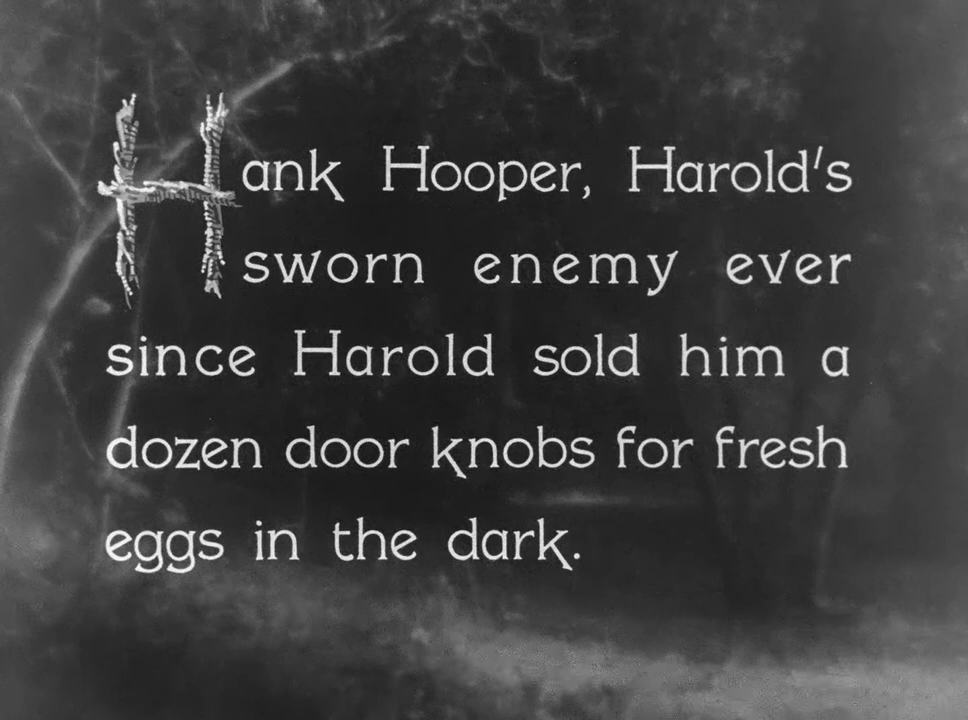 Hank Hooper, Harold's
sworn enemy ever
since Harold sold him a
dozen door knobs for fresh
eggs in the dark.